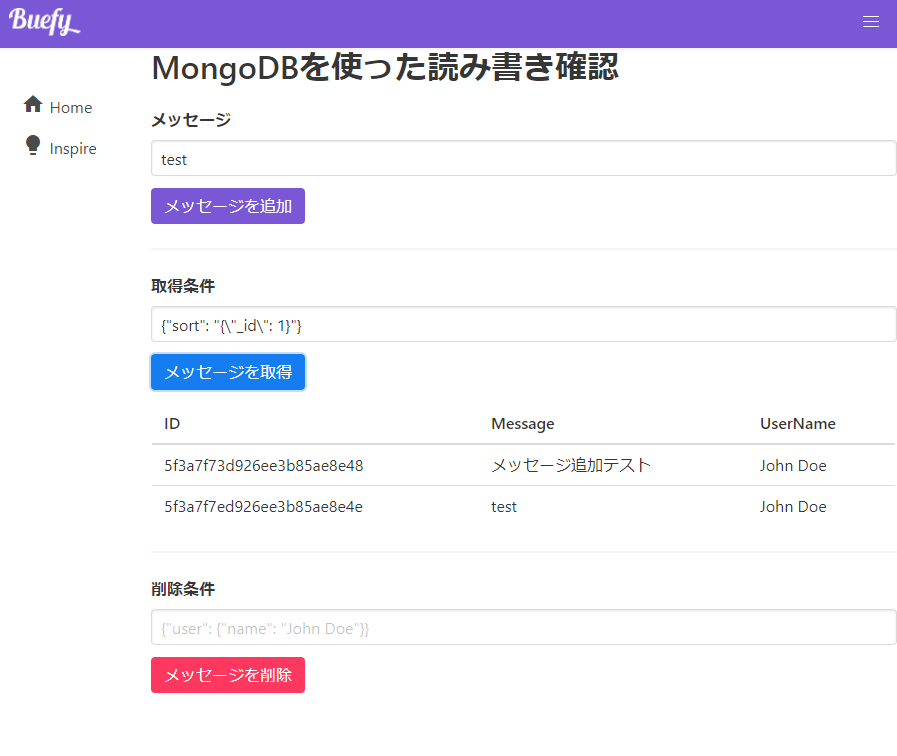 Buefy
MongoDBを使った読み書き確認
Home
Inspire
メッセージ
test
メッセージを追加
取得条件
{"sort": "{\"_id\": 1}"}
メッセージを取得
ID Message UserName
5f3a7f73d926ee3b85ae8e48 メッセージ追加テスト John Doe
5f3a7f7ed926ee3b85ae8e4e test John Doe
削除条件
{"user": {"name": "John Doe"}}
メッセージを削除